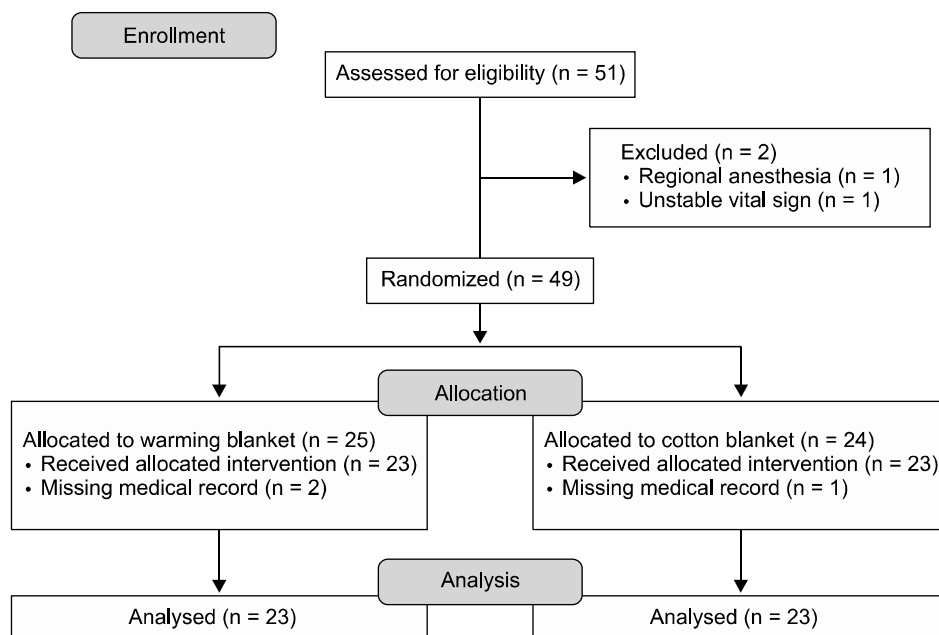 Enrollment
Assessed for eligibility (n = 51)
Excluded (n = 2)
• Regional anesthesia (n = 1)
• Unstable vital sign (n = 1)
Randomized (n = 49)
Allocation
Allocated to warming blanket (n = 25)
• Received allocated intervention (n = 23)
• Missing medical record (n = 2)
Allocated to cotton blanket (n = 24)
• Received allocated intervention (n = 23)
• Missing medical record (n = 1)
Analysis
Analysed (n = 23)
Analysed (n = 23)